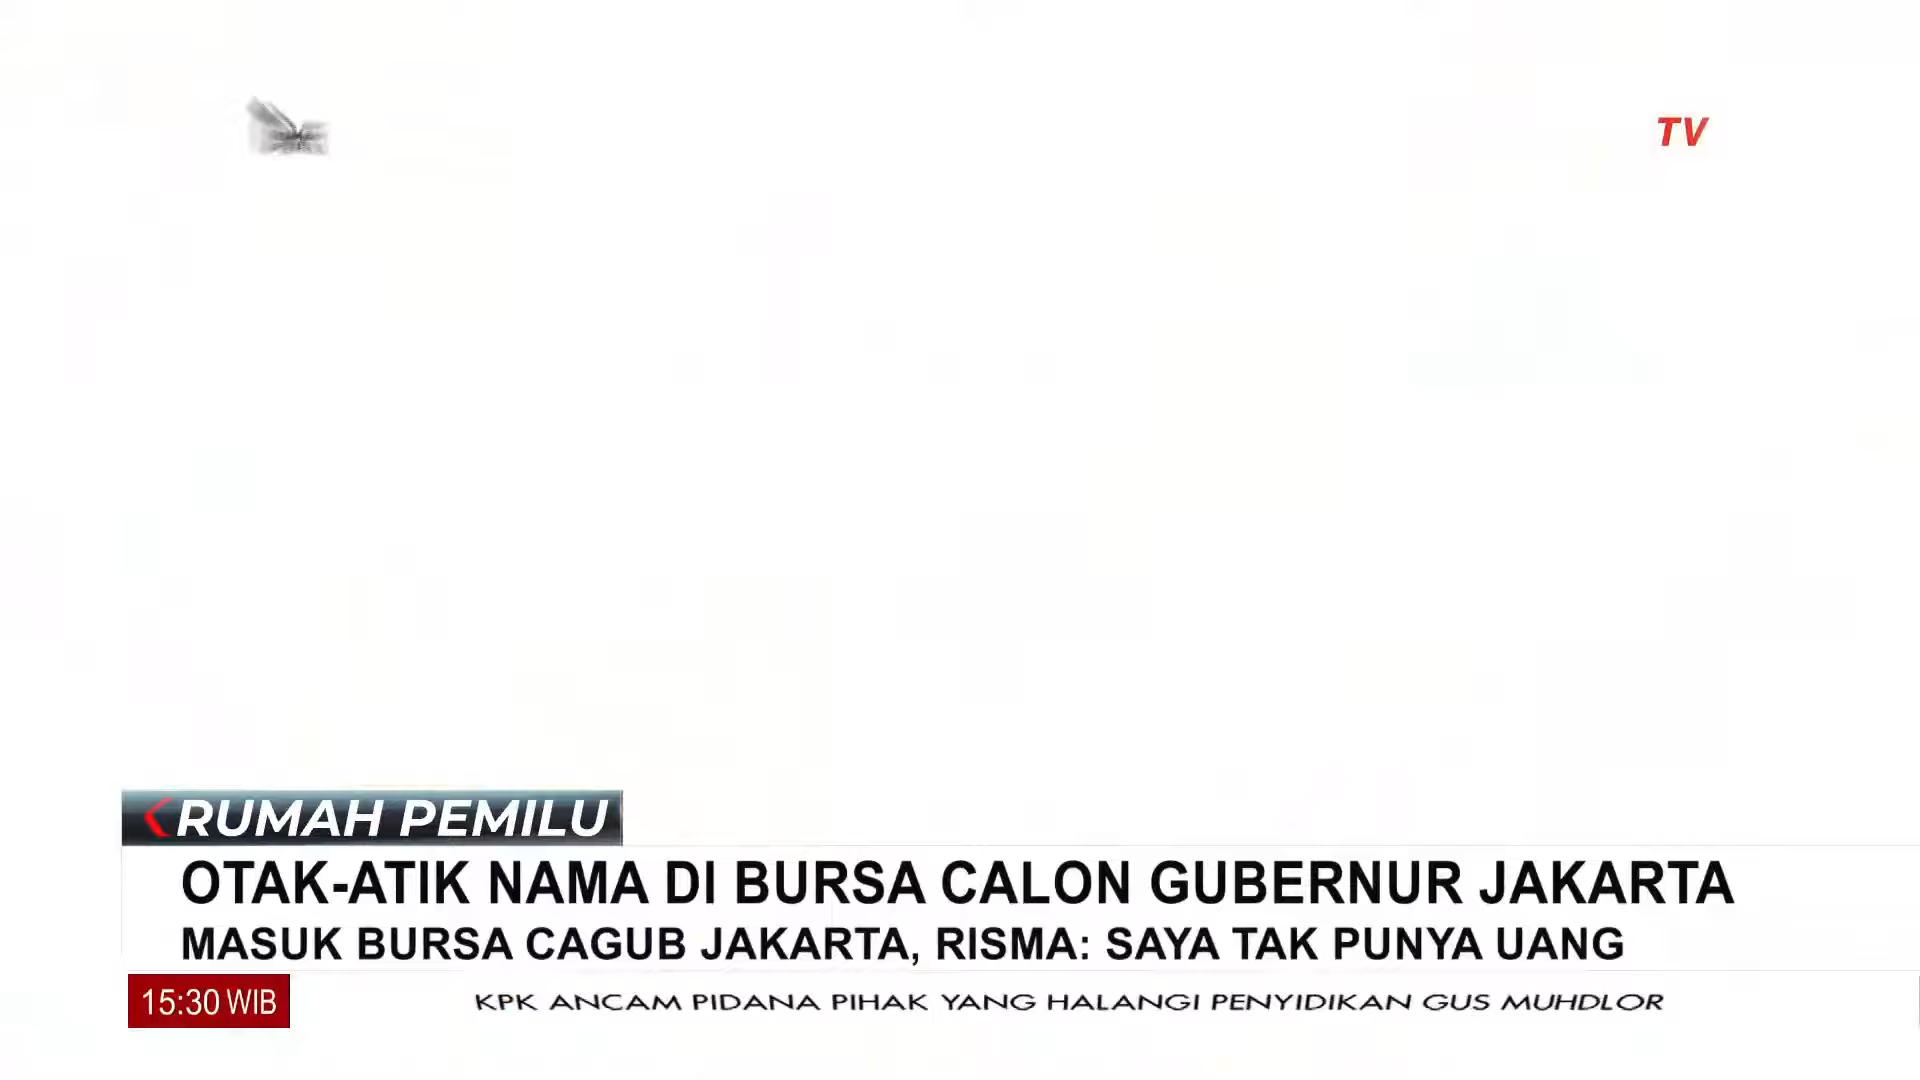 TV
RUMAH PEMILU
OTAK-ATIK NAMA DI BURSA CALON GUBERNUR JAKARTA
MASUK BURSA CAGUB JAKARTA, RISMA: SAYA TAK PUNYA UANG
15:30 WIB
KPK ANCAM PIDANA PIHAK YANG HALANGI PENYIDIKAN GUS MUHDLOR